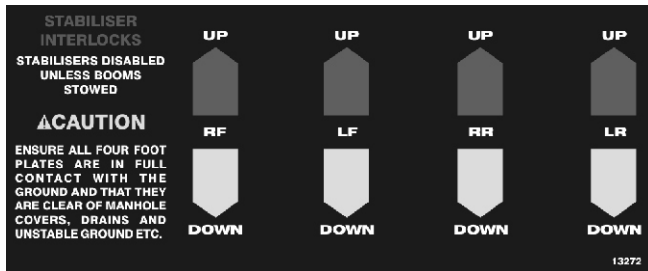 STABILISER
INTERLOCKS
STABILISERS DISABLED
UNLESS BOOMS
STOWED
⚠CAUTION
ENSURE ALL FOUR FOOT
PLATES ARE IN FULL
CONTACT WITH THE
GROUND AND THAT THEY
ARE CLEAR OF MANHOLE
COVERS, DRAINS AND
UNSTABLE GROUND ETC.
UP UP UP UP
RF LF RR LR
DOWN DOWN DOWN DOWN
13272